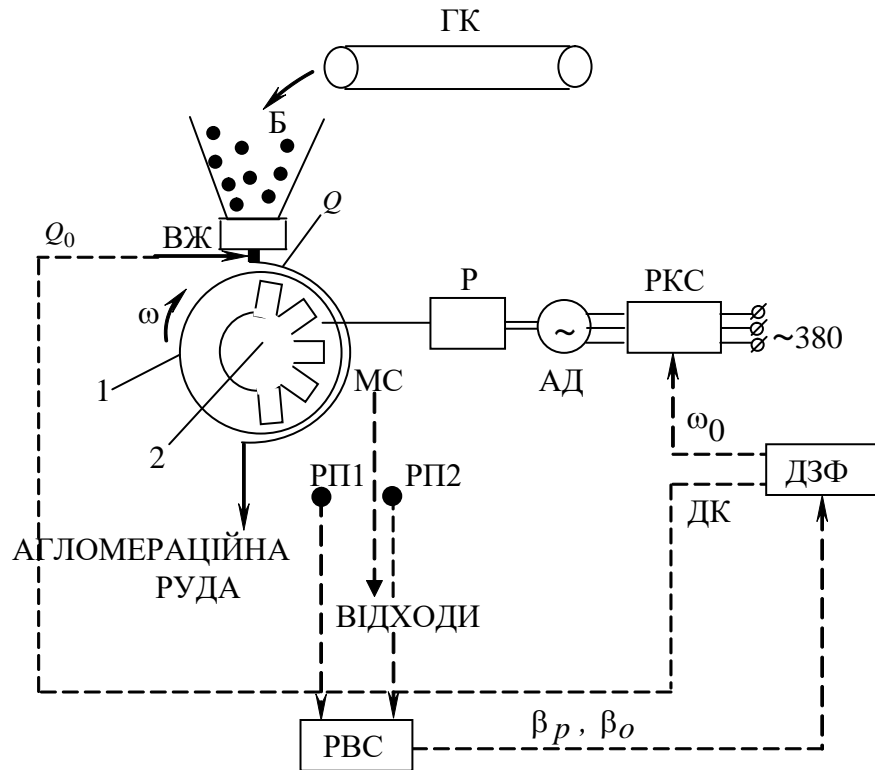 ГК
Б
Q
Q0
ВЖ
Р
РКС
ω
~
~380
1
МС
АД
ω0
2
РП1
РП2
ДЗФ
ДК
АГЛОМЕРАЦІЙНА
РУДА
ВІДХОДИ
βр , βо
РВС